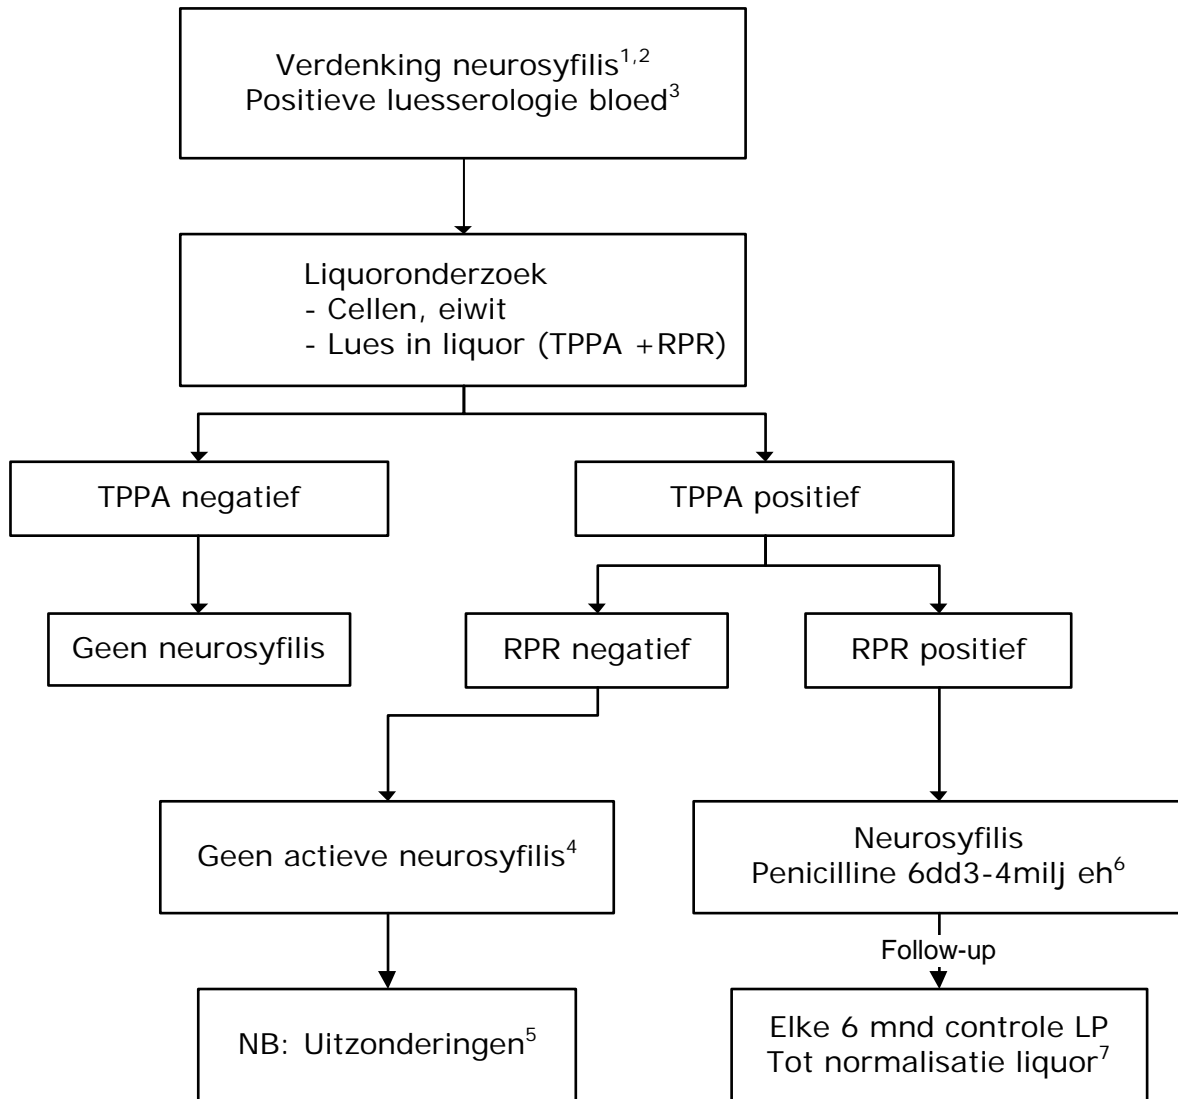 Verdenking neurosyfilis1,2
Positieve luesserologie bloed3
Liquoronderzoek
- Cellen, eiwit
- Lues in liquor (TPPA +RPR)
TPPA negatief
TPPA positief
Geen neurosyfilis
RPR negatief
RPR positief
Geen actieve neurosyfilis4
Neurosyfilis
Penicilline 6dd3-4milj eh6
Follow-up
NB: Uitzonderingen5
Elke 6 mnd controle LP
Tot normalisatie liquor7